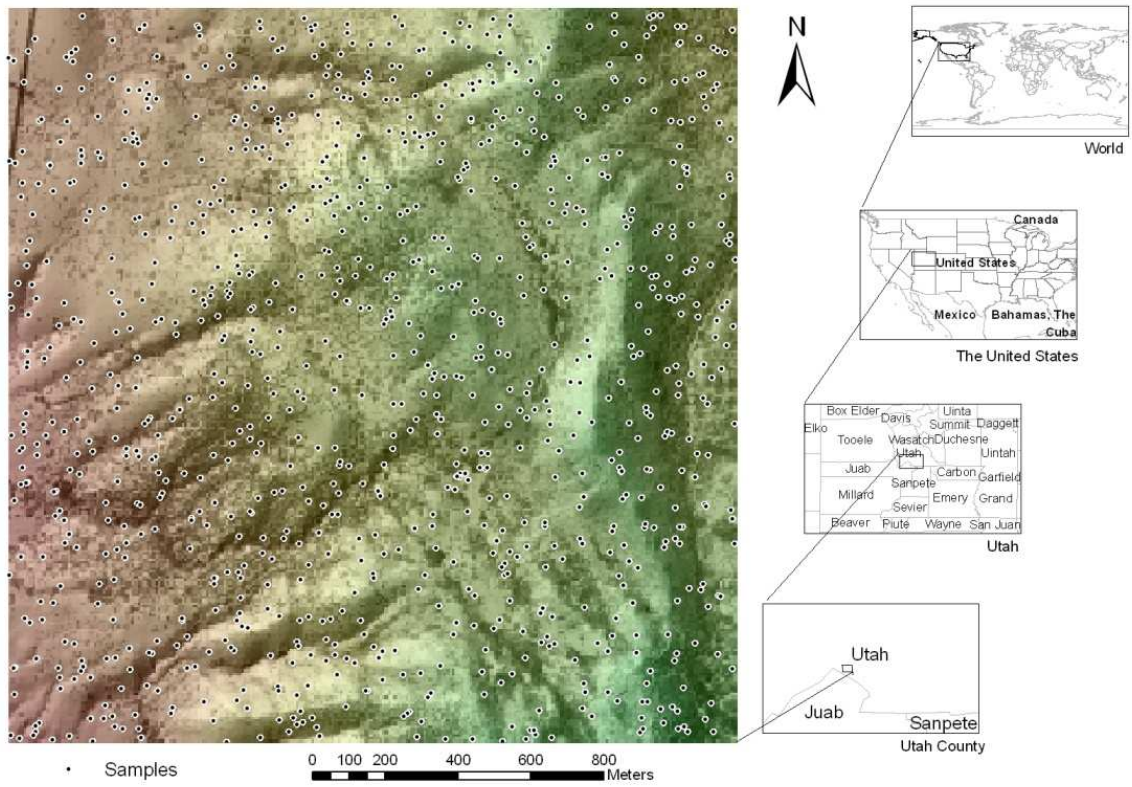 N
World
Canada
United States
Mexico
Bahamas, The
Cuba
The United States
Box Elder
Davis
Uinta
Summit
Daggett
Elko
Tooele
Wasatch
Duchesne
Utah
Uintah
Juab
Carbon
Garfield
Sanpete
Millard
Emery
Grand
Sevier
Beaver
Piute
Wayne
San Juan
Utah
Utah
Juab
Sanpete
Utah County
Samples
0 100 200 400 600 800
Meters